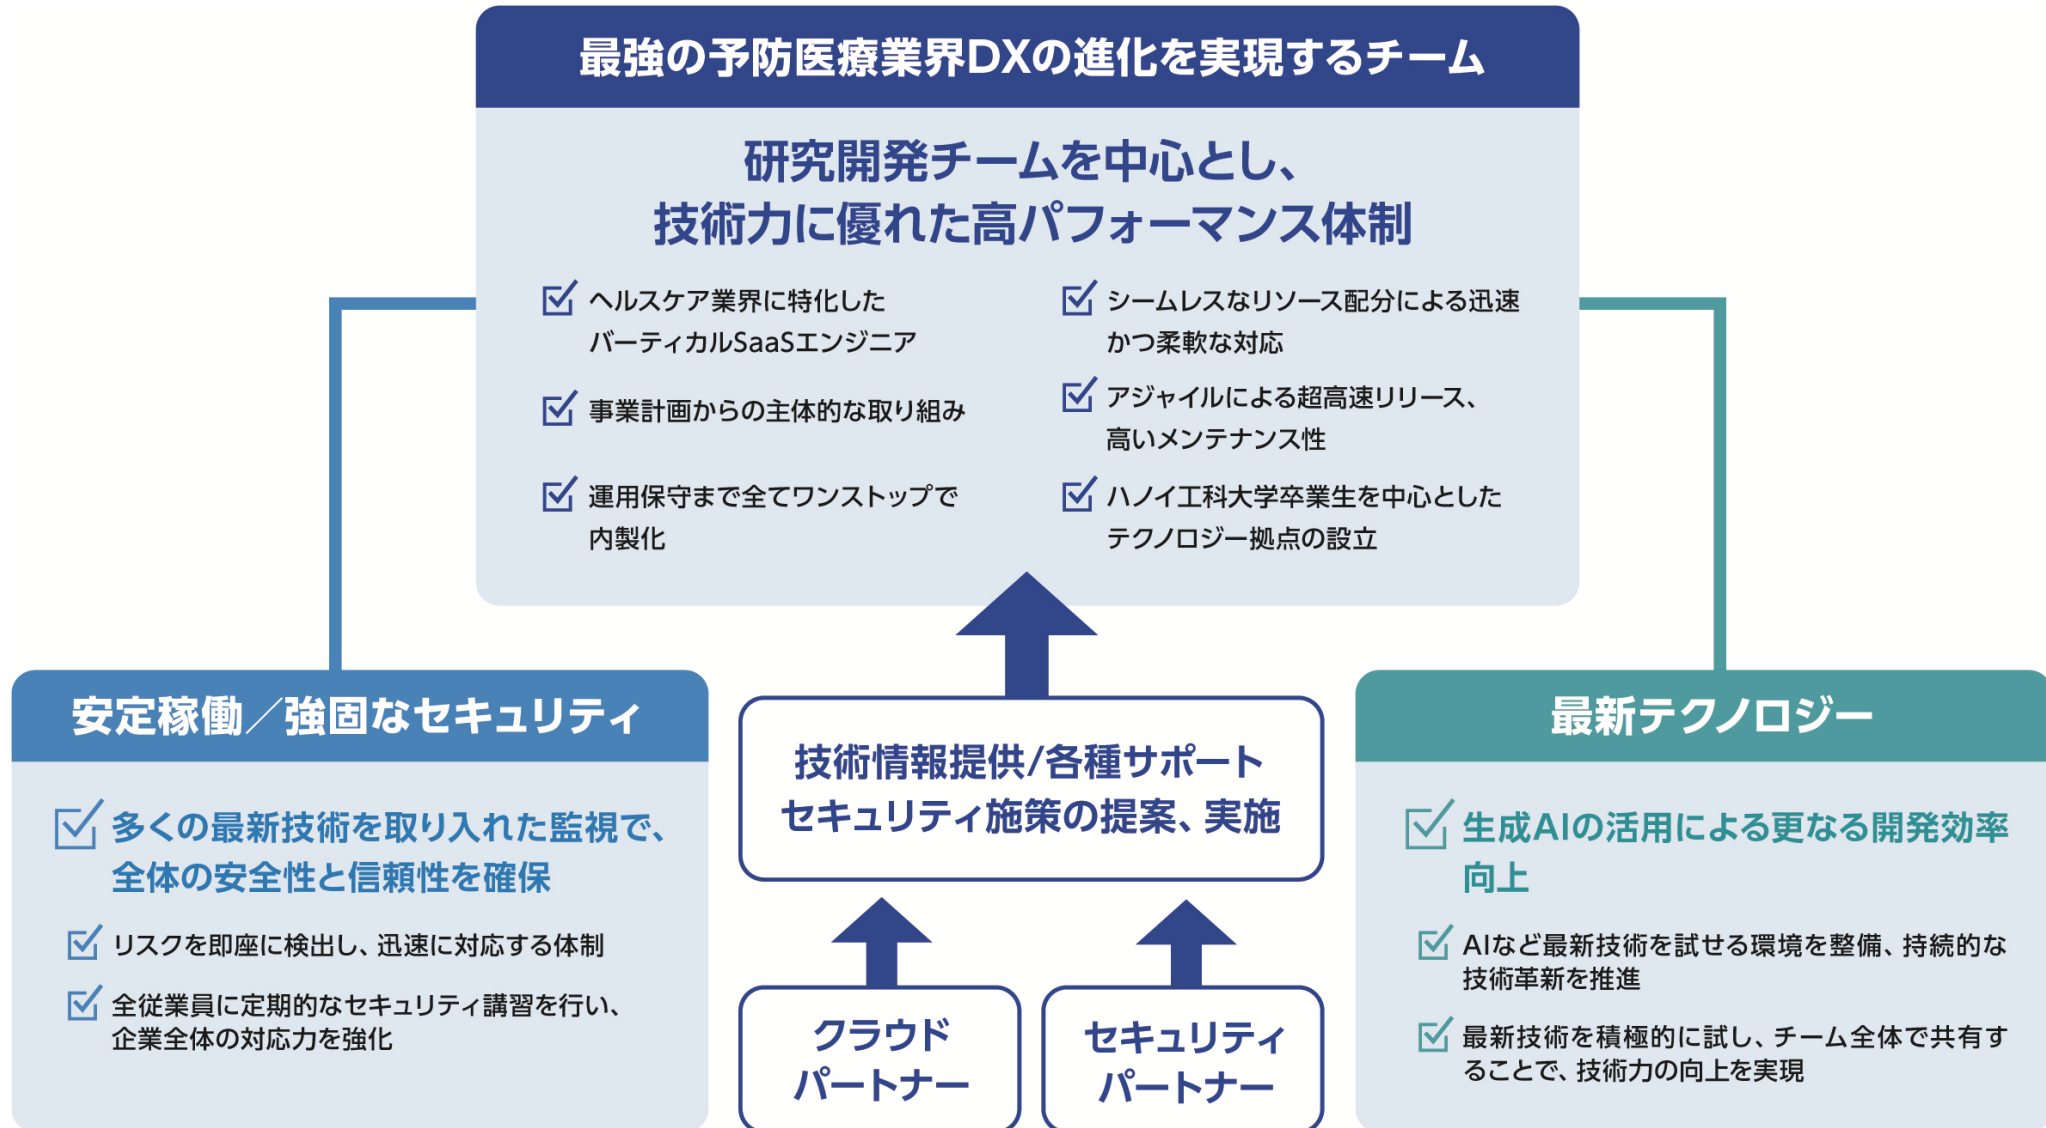 最強の予防医療業界DXの進化を実現するチーム
研究開発チームを中心とし、
技術力に優れた高パフォーマンス体制
ヘルスケア業界に特化した
バーティカルSaaSエンジニア
事業計画からの主体的な取り組み
運用保守まで全てワンストップで
内製化
シームレスなリソース配分による迅速
かつ柔軟な対応
アジャイルによる超高速リリース、
高いメンテナンス性
ハノイ工科大学卒業生を中心とした
テクノロジー拠点の設立
安定稼働／強固なセキュリティ
多くの最新技術を取り入れた監視で、
全体の安全性と信頼性を確保
リスクを即座に検出し、迅速に対応する体制
全従業員に定期的なセキュリティ講習を行い、
企業全体の対応力を強化
技術情報提供/各種サポート
セキュリティ施策の提案、実施
クラウド
パートナー
セキュリティ
パートナー
最新テクノロジー
生成AIの活用による更なる開発効率
向上
AIなど最新技術を試せる環境を整備、持続的な
技術革新を推進
最新技術を積極的に試し、チーム全体で共有す
ることで、技術力の向上を実現